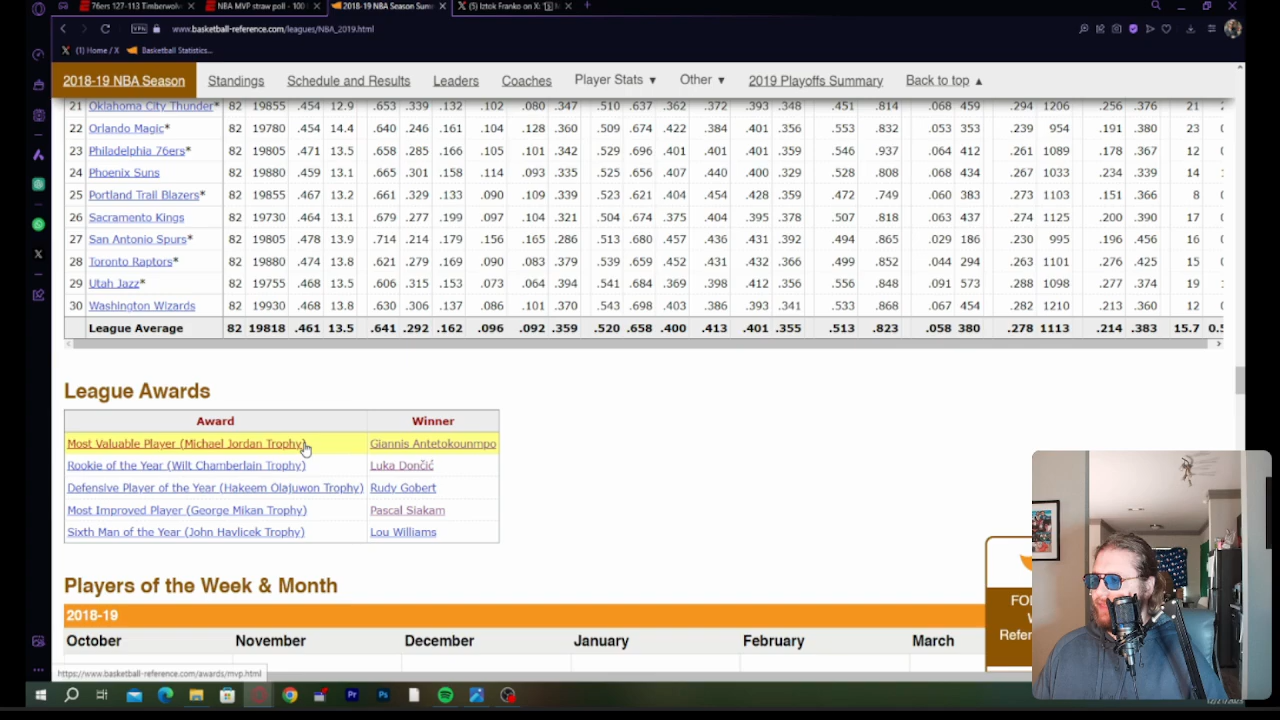 76ers 127-113 Timberwolv
NBA MVP straw poll - 100
2018-19 NBA Season Sum
(5) Iztok Franko on X:
VPN www.basketball-reference.com/leagues/NBA_2019.html
(1) Home / X Basketball Statistics...
2018-19 NBA Season Standings Schedule and Results Leaders Coaches Player Stats ▼ Other ▼ 2019 Playoffs Summary Back to top ▲
21 Oklahoma City Thunder* 82 19855 .454 12.9 .653 .339 .132 .102 .080 .347 .510 .637 .362 .372 .393 .348 .451 .814 .068 459 .294 1206 .256 .376 21
22 Orlando Magic* 82 19780 .454 14.4 .640 .246 .161 .104 .128 .360 .509 .674 .422 .384 .401 .356 .553 .832 .053 353 .239 954 .191 .380 23
23 Philadelphia 76ers* 82 19805 .471 13.5 .658 .285 .166 .105 .101 .342 .529 .696 .401 .401 .401 .359 .546 .937 .064 412 .261 1089 .178 .367 12
24 Phoenix Suns 82 19880 .459 13.1 .665 .301 .158 .114 .093 .335 .525 .656 .407 .440 .400 .329 .528 .808 .068 434 .267 1033 .234 .339 14
25 Portland Trail Blazers* 82 19855 .467 13.2 .661 .329 .133 .090 .109 .339 .523 .621 .404 .454 .428 .359 .472 .749 .060 383 .273 1103 .151 .366 8
26 Sacramento Kings 82 19730 .464 13.1 .679 .277 .199 .097 .104 .321 .504 .674 .375 .404 .395 .378 .507 .818 .063 437 .274 1125 .200 .390 17
27 San Antonio Spurs* 82 19805 .478 13.9 .714 .214 .179 .156 .165 .286 .513 .680 .457 .436 .431 .392 .494 .865 .029 186 .230 995 .196 .456 16
28 Toronto Raptors* 82 19880 .474 13.8 .621 .279 .169 .090 .083 .379 .539 .659 .452 .431 .432 .366 .499 .852 .044 294 .263 1101 .276 .425 15
29 Utah Jazz* 82 19755 .468 13.5 .606 .315 .153 .073 .064 .394 .541 .684 .369 .398 .412 .356 .556 .848 .091 573 .288 1098 .277 .374 19
30 Washington Wizards 82 19930 .468 13.8 .630 .306 .137 .086 .101 .370 .543 .698 .403 .386 .393 .341 .533 .868 .067 454 .282 1210 .213 .360 12
League Average 82 19818 .461 13.5 .641 .292 .162 .096 .092 .359 .520 .658 .400 .413 .401 .355 .513 .823 .058 380 .278 1113 .214 .383 15.7
League Awards
Award Winner
Most Valuable Player (Michael Jordan Trophy) Giannis Antetokounmpo
Rookie of the Year (Wilt Chamberlain Trophy) Luka Dončić
Defensive Player of the Year (Hakeem Olajuwon Trophy) Rudy Gobert
Most Improved Player (George Mikan Trophy) Pascal Siakam
Sixth Man of the Year (John Havlicek Trophy) Lou Williams
Players of the Week & Month
2018-19
October November December January February March
FO
Refere
https://www.basketball-reference.com/awards/mvp.html